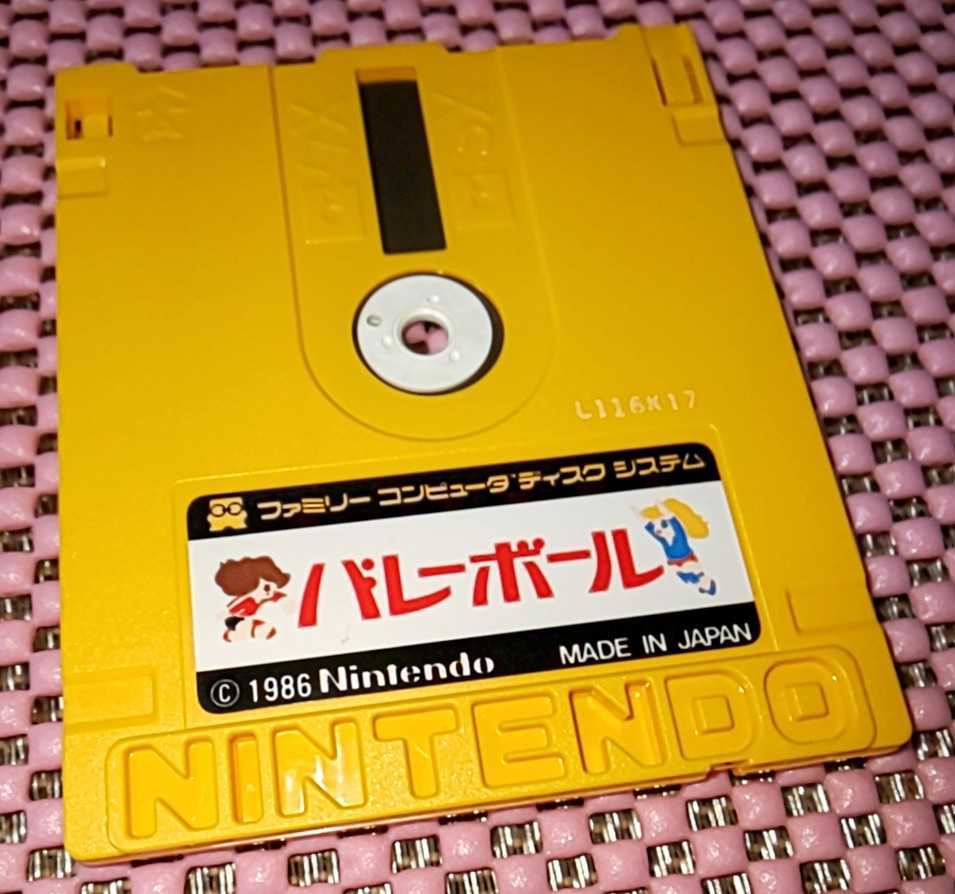 L116K17
ファミリー コンピュータ ディスク システム
バレーボール
© 1986 Nintendo MADE IN JAPAN
NINTENDO